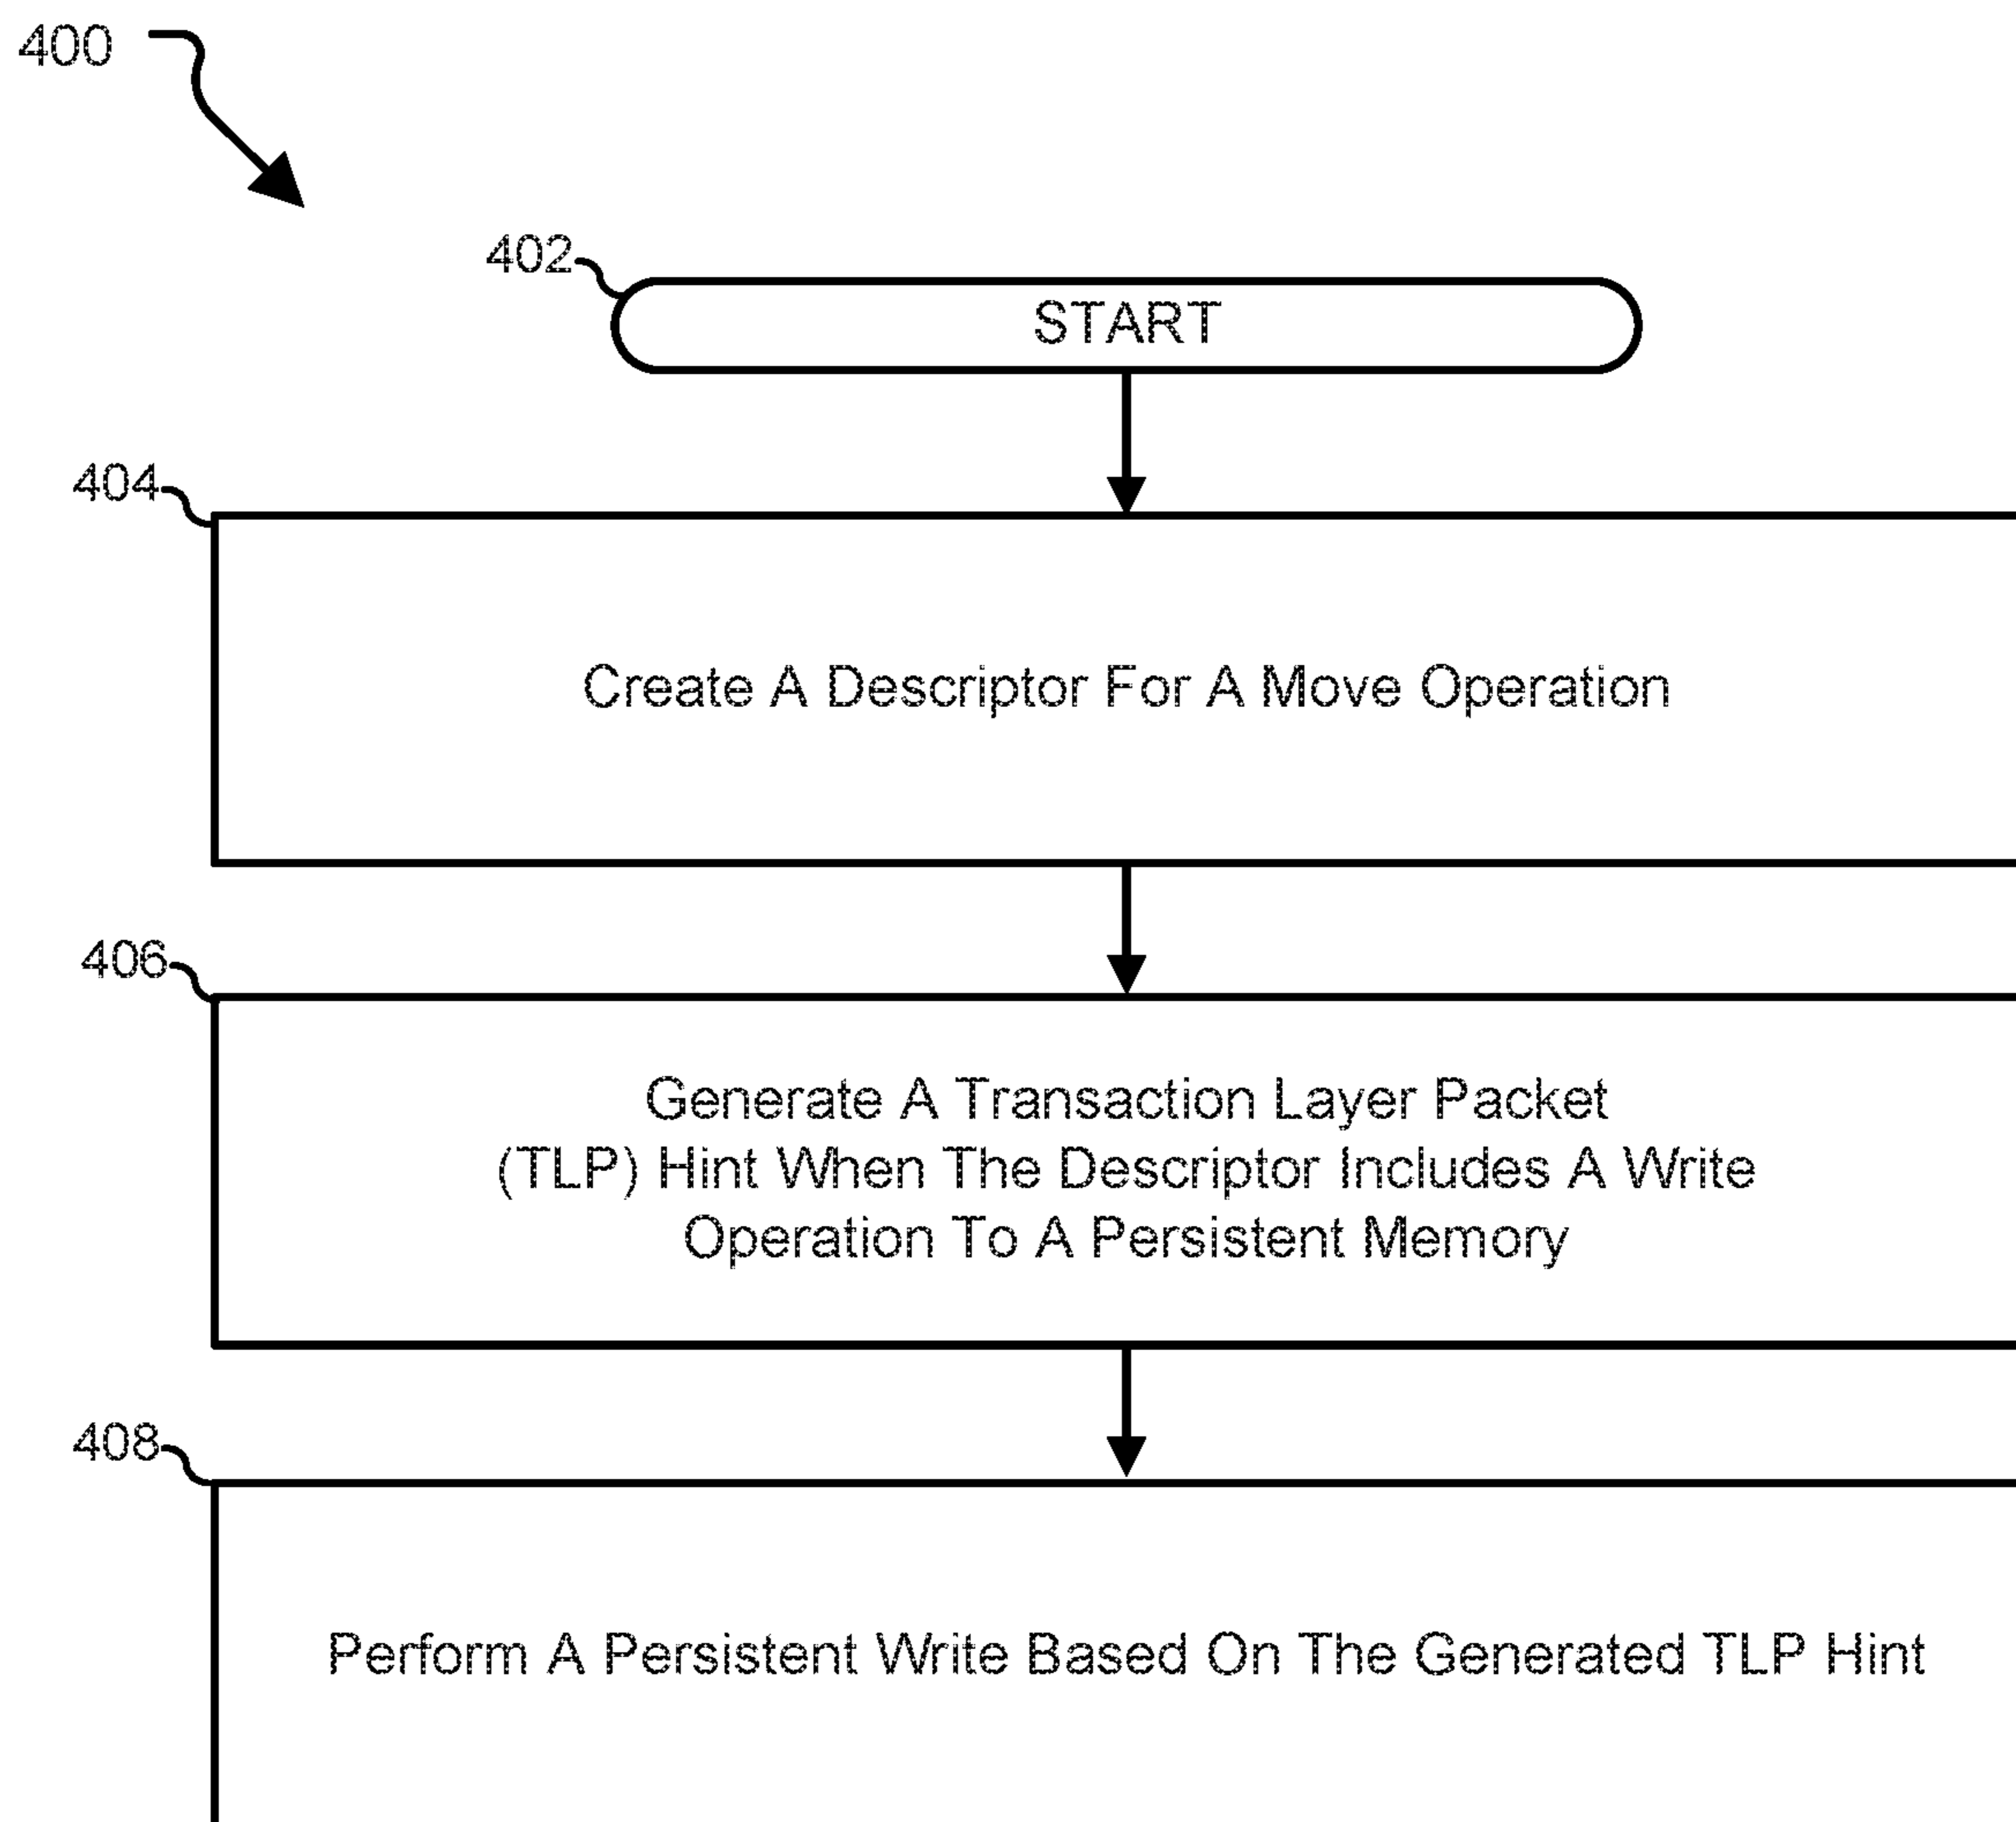 400
402
START
404
Create A Descriptor For A Move Operation
406
Generate A Transaction Layer Packet
(TLP) Hint When The Descriptor Includes A Write
Operation To A Persistent Memory
408
Perform A Persistent Write Based On The Generated TLP Hint